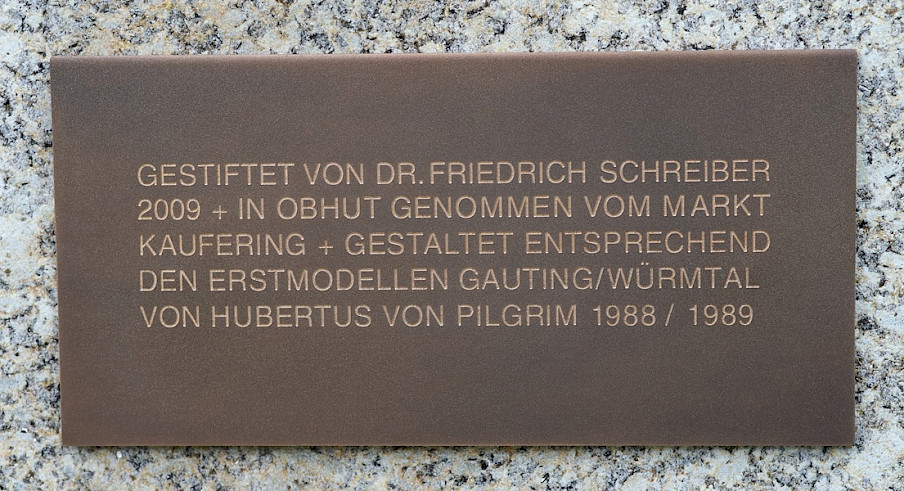 GESTIFTET VON DR. FRIEDRICH SCHREIBER
2009 + IN OBHUT GENOMMEN VOM MARKT
KAUFERING + GESTALTET ENTSPRECHEND
DEN ERSTMODELLEN GAUTING/WÜRMTAL
VON HUBERTUS VON PILGRIM 1988 / 1989